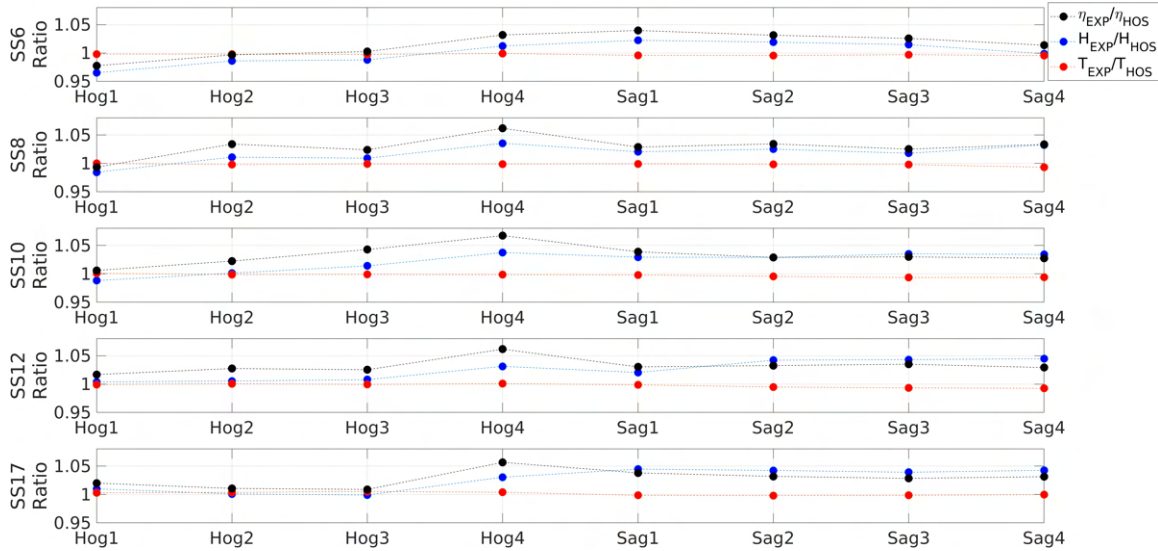 η_EXP/η_HOS
H_EXP/H_HOS
T_EXP/T_HOS
SS6
Ratio
1.05
1
0.95
Hog1 Hog2 Hog3 Hog4 Sag1 Sag2 Sag3 Sag4
SS8
Ratio
1.05
1
0.95
Hog1 Hog2 Hog3 Hog4 Sag1 Sag2 Sag3 Sag4
SS10
Ratio
1.05
1
0.95
Hog1 Hog2 Hog3 Hog4 Sag1 Sag2 Sag3 Sag4
SS12
Ratio
1.05
1
0.95
Hog1 Hog2 Hog3 Hog4 Sag1 Sag2 Sag3 Sag4
SS17
Ratio
1.05
1
0.95
Hog1 Hog2 Hog3 Hog4 Sag1 Sag2 Sag3 Sag4